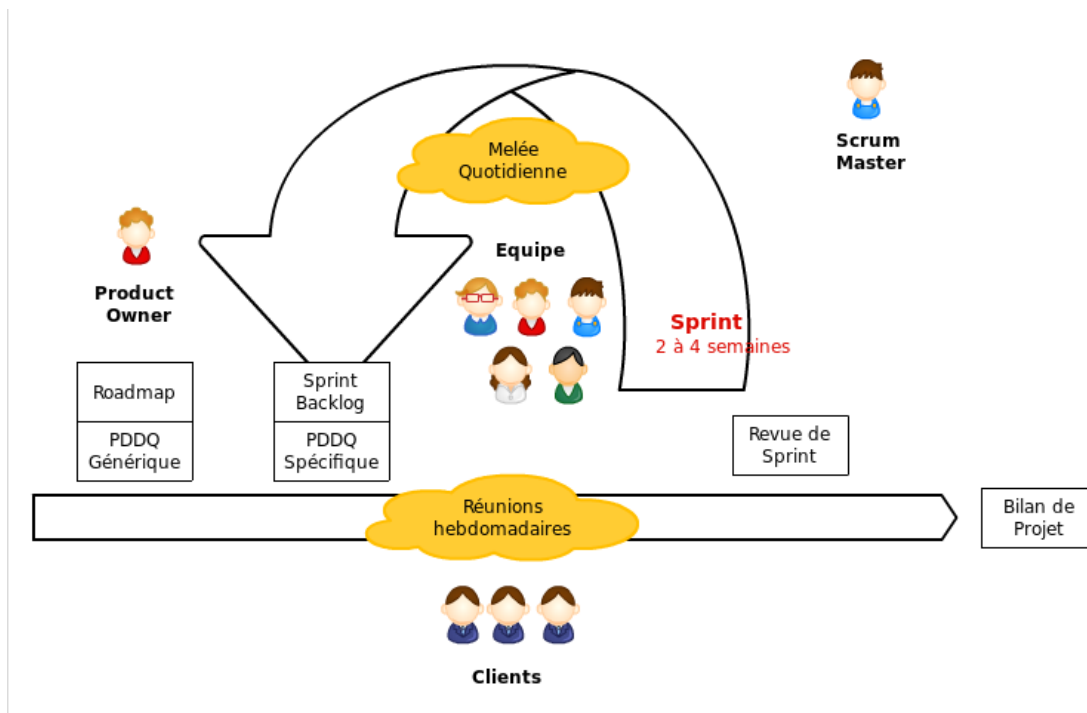 Melée
Quotidienne
Scrum
Master
Equipe
Product
Owner
Sprint
2 à 4 semaines
Roadmap
PDDQ
Générique
Sprint
Backlog
PDDQ
Spécifique
Revue de
Sprint
Réunions
hebdomadaires
Bilan de
Projet
Clients